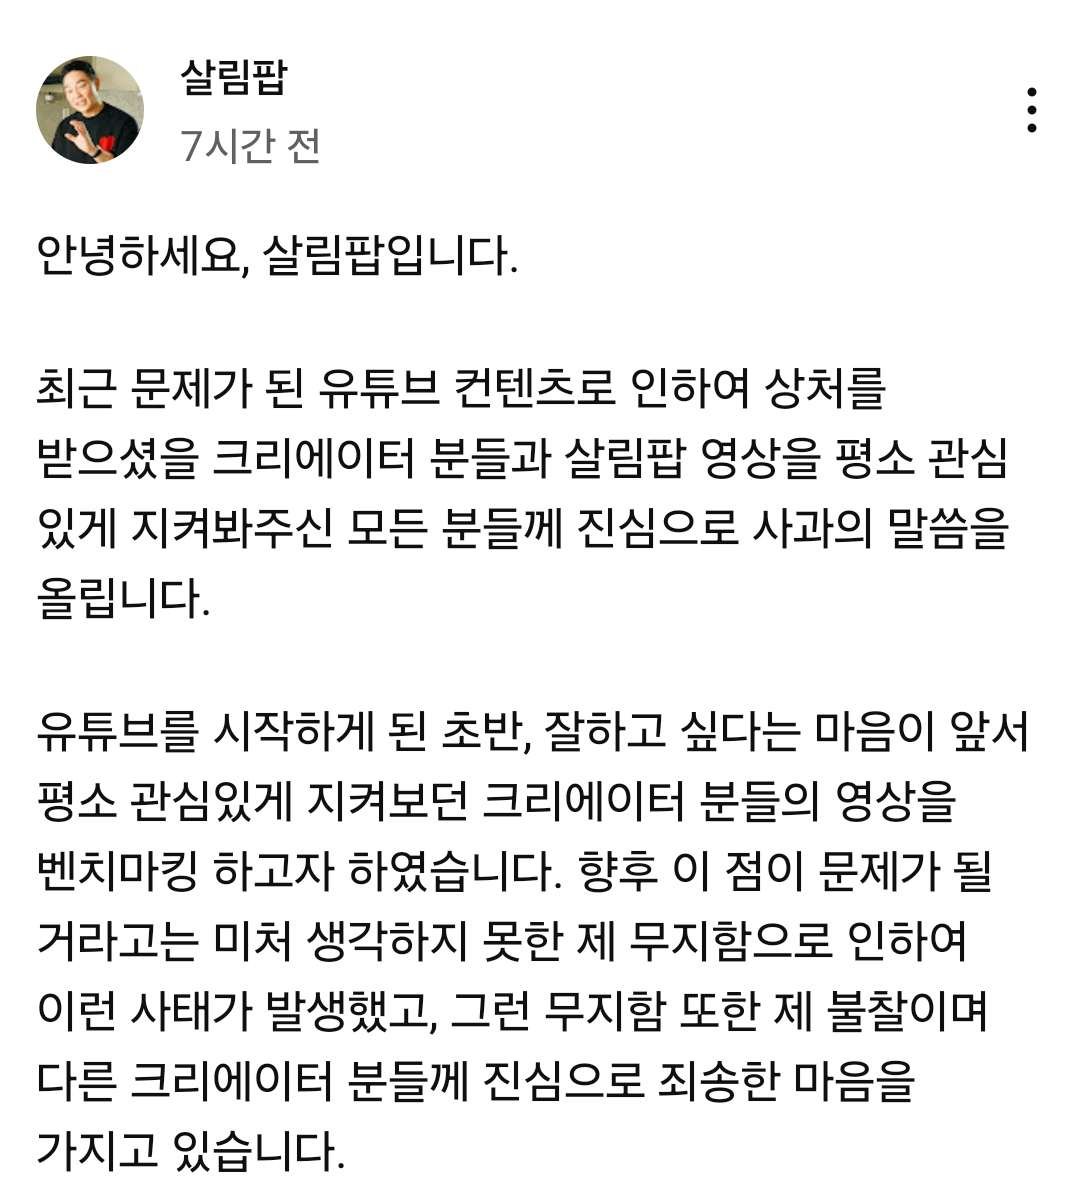 살림팝
7시간 전
안녕하세요, 살림팝입니다.
최근 문제가 된 유튜브 컨텐츠로 인하여 상처를
받으셨을 크리에이터 분들과 살림팝 영상을 평소 관심
있게 지켜봐주신 모든 분들께 진심으로 사과의 말씀을
올립니다.
유튜브를 시작하게 된 초반, 잘하고 싶다는 마음이 앞서
평소 관심있게 지켜보던 크리에이터 분들의 영상을
벤치마킹 하고자 하였습니다. 향후 이 점이 문제가 될
거라고는 미처 생각하지 못한 제 무지함으로 인하여
이런 사태가 발생했고, 그런 무지함 또한 제 불찰이며
다른 크리에이터 분들께 진심으로 죄송한 마음을
가지고 있습니다.